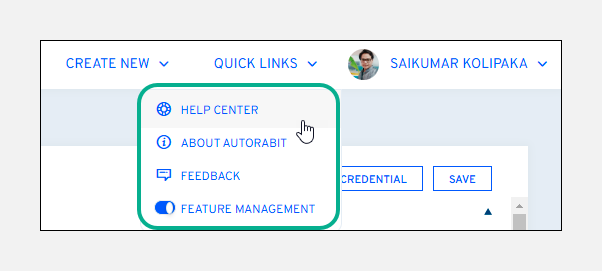 CREATE NEW QUICK LINKS SAIKUMAR KOLIPAKA
HELP CENTER
ABOUT AUTORABIT
FEEDBACK
CREDENTIAL SAVE
FEATURE MANAGEMENT